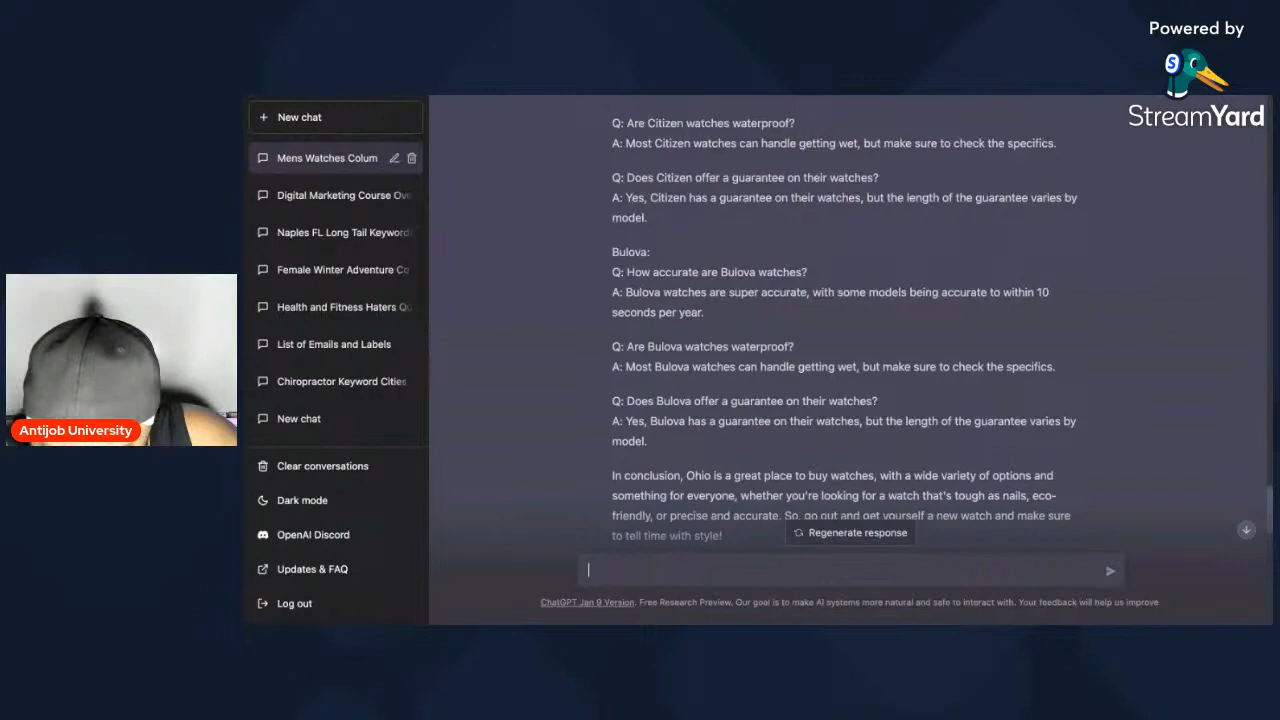 Powered by
S
StreamYard
+ New chat
Mens Watches Colum
Digital Marketing Course Ove
Naples FL Long Tail Keyword
Female Winter Adventure Co
Health and Fitness Haters Qu
List of Emails and Labels
Chiropractor Keyword Cities
New chat
Clear conversations
Dark mode
OpenAI Discord
Updates & FAQ
Log out
Q: Are Citizen watches waterproof?
A: Most Citizen watches can handle getting wet, but make sure to check the specifics.
Q: Does Citizen offer a guarantee on their watches?
A: Yes, Citizen has a guarantee on their watches, but the length of the guarantee varies by
model.
Bulova:
Q: How accurate are Bulova watches?
A: Bulova watches are super accurate, with some models being accurate to within 10
seconds per year.
Q: Are Bulova watches waterproof?
A: Most Bulova watches can handle getting wet, but make sure to check the specifics.
Q: Does Bulova offer a guarantee on their watches?
A: Yes, Bulova has a guarantee on their watches, but the length of the guarantee varies by
model.
In conclusion, Ohio is a great place to buy watches, with a wide variety of options and
something for everyone, whether you're looking for a watch that's tough as nails, eco-
friendly, or precise and accurate. So, go out and get yourself a new watch and make sure
to tell time with style!
Regenerate response
ChatGPT Jan 9 Version. Free Research Preview. Our goal is to make AI systems more natural and safe to interact with. Your feedback will help us improve.
Antijob University